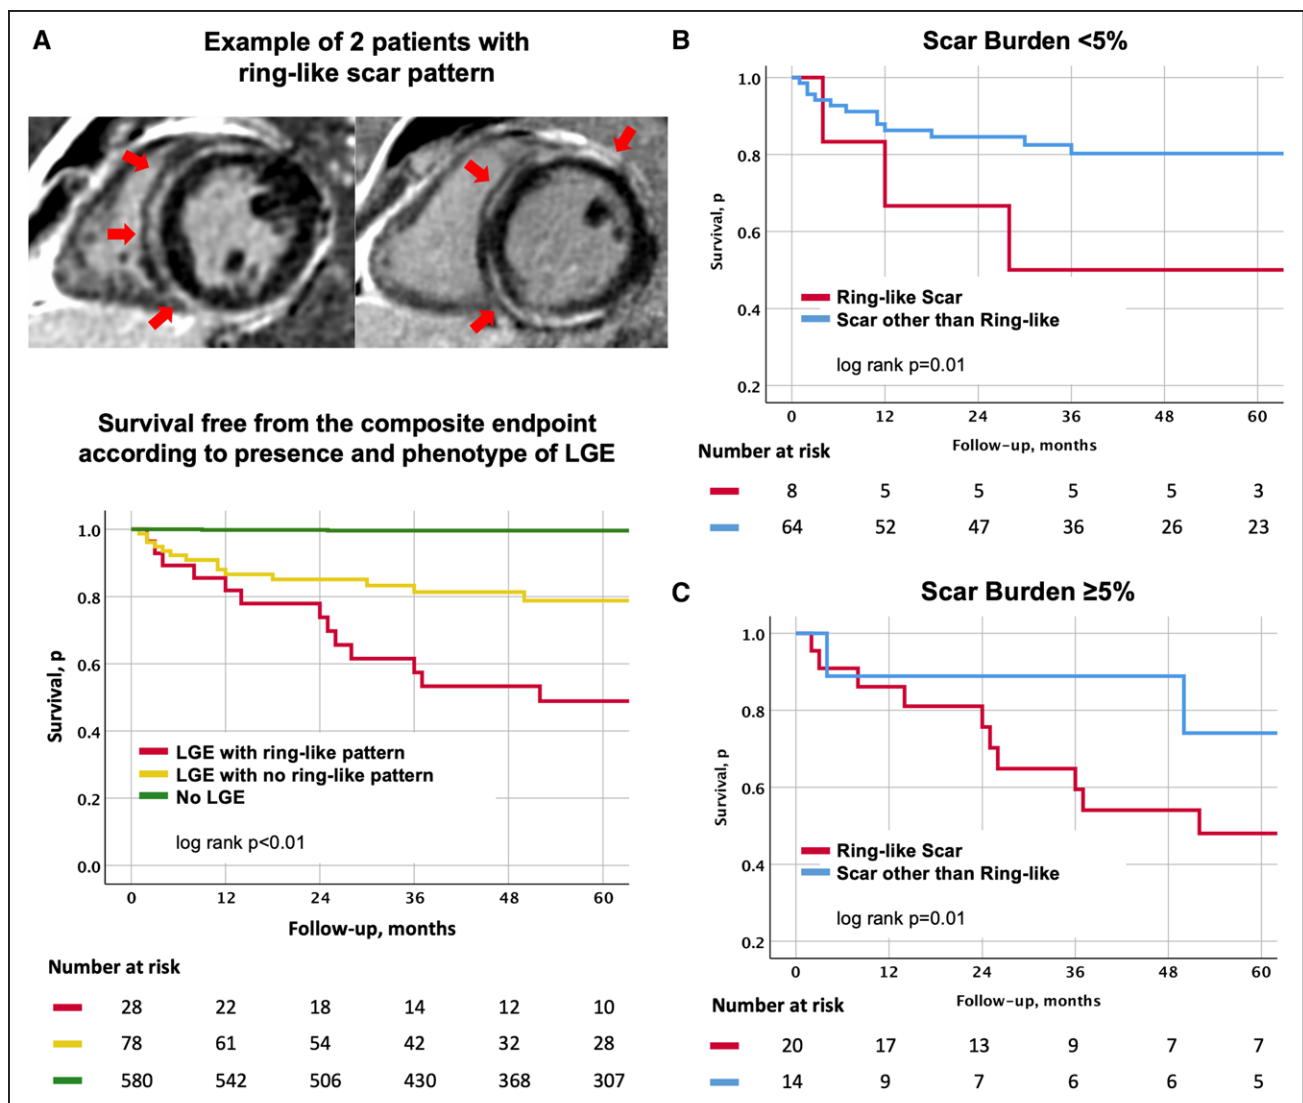 A
Example of 2 patients with
ring-like scar pattern
Survival free from the composite endpoint
according to presence and phenotype of LGE
1.0
0.8
0.6
0.4
0.2
0.0
Survival, p
LGE with ring-like pattern
LGE with no ring-like pattern
No LGE
log rank p<0.01
0 12 24 36 48 60
Follow-up, months
Number at risk
28 22 18 14 12 10
78 61 54 42 32 28
580 542 506 430 368 307
B
Scar Burden <5%
1.0
0.8
0.6
0.4
0.2
Survival, p
Ring-like Scar
Scar other than Ring-like
log rank p=0.01
0 12 24 36 48 60
Follow-up, months
Number at risk
8 5 5 5 5 3
64 52 47 36 26 23
C
Scar Burden ≥5%
1.0
0.8
0.6
0.4
0.2
Survival, p
Ring-like Scar
Scar other than Ring-like
log rank p=0.01
0 12 24 36 48 60
Follow-up, months
Number at risk
20 17 13 9 7 7
14 9 7 6 6 5